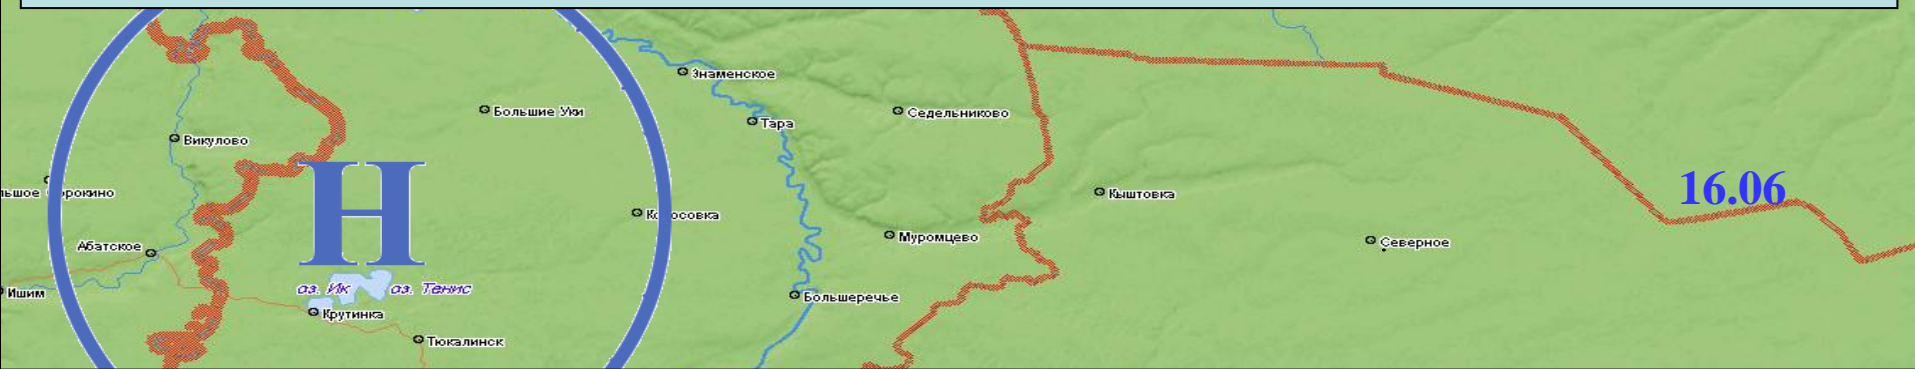 Знаменское
Большие Уки
Седельниково
Тара
Викулово
Н
16.06
Кыштовка
Муромцево
Северное
Абатское
оз. Ик
оз. Тенис
Ишим
Большеречье
Крутинка
Тюкалинск